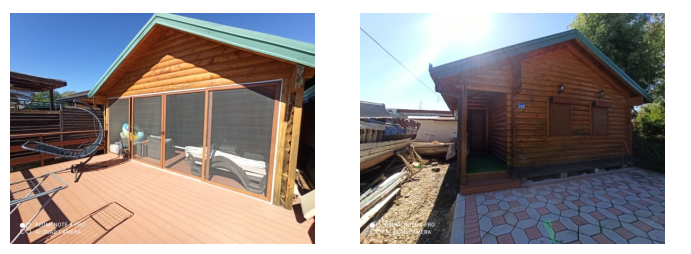 REDMI NOTE 8 PRO
AI QUAD CAMERA
REDMI NOTE 8 PRO
AI QUAD CAMERA